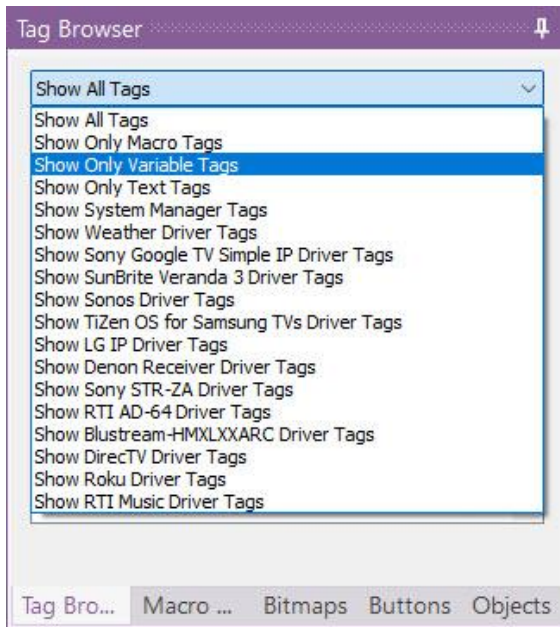 Tag Browser
Show All Tags
Show All Tags
Show Only Macro Tags
Show Only Variable Tags
Show Only Text Tags
Show System Manager Tags
Show Weather Driver Tags
Show Sony Google TV Simple IP Driver Tags
Show SunBrite Veranda 3 Driver Tags
Show Sonos Driver Tags
Show TiZen OS for Samsung TVs Driver Tags
Show LG IP Driver Tags
Show Denon Receiver Driver Tags
Show Sony STR-ZA Driver Tags
Show RTI AD-64 Driver Tags
Show Blustream-HMXLXXARC Driver Tags
Show DirecTV Driver Tags
Show Roku Driver Tags
Show RTI Music Driver Tags
Tag Bro... Macro ... Bitmaps Buttons Objects